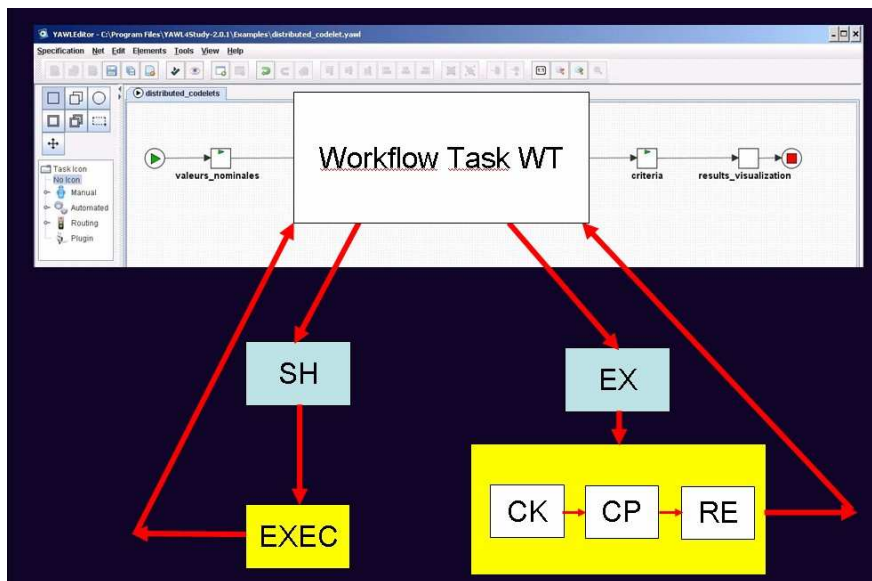 YAWLEditor - C:\Program Files\YAWL4Study-2.0.1\Examples\distributed_codelet.yawl
Specification Net Edit Elements Tools View Help
distributed_codelets
Task Icon
No Icon
Manual
Automated
Routing
Plugin
valeurs_nominales
Workflow Task WT
criteria
results_visualization
SH
EX
EXEC
CK
CP
RE